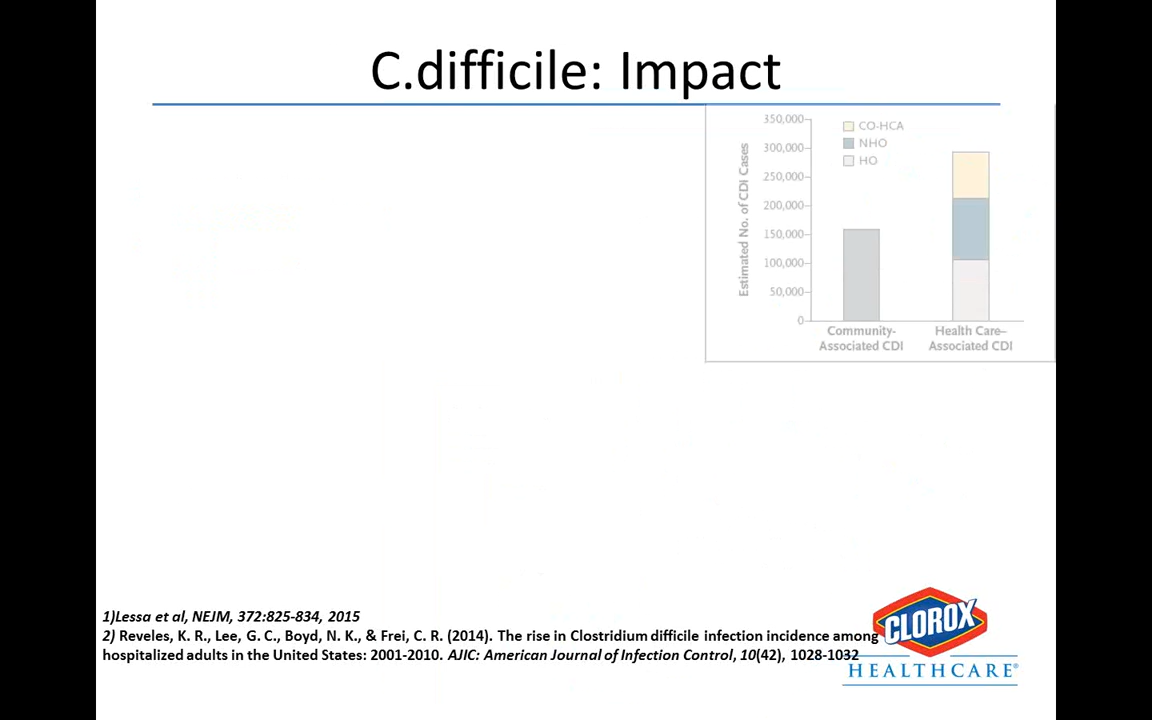 C.difficile: Impact
350,000
300,000
250,000
200,000
150,000
100,000
50,000
0
Estimated No. of CDI Cases
CO-HCA
NHO
HO
Community-
Associated CDI
Health Care–
Associated CDI
1)Lessa et al, NEJM, 372:825-834, 2015
2) Reveles, K. R., Lee, G. C., Boyd, N. K., & Frei, C. R. (2014). The rise in Clostridium difficile infection incidence among
hospitalized adults in the United States: 2001-2010. AJIC: American Journal of Infection Control, 10(42), 1028-1032
CLOROX
HEALTHCARE®